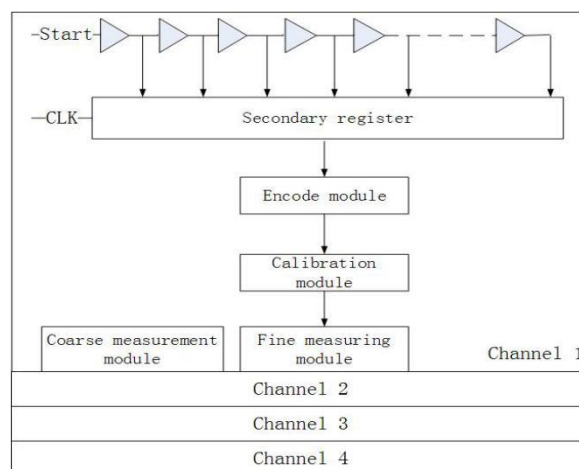 Start
CLK
Secondary register
Encode module
Calibration
module
Coarse measurement
module
Fine measuring
module
Channel 1
Channel 2
Channel 3
Channel 4